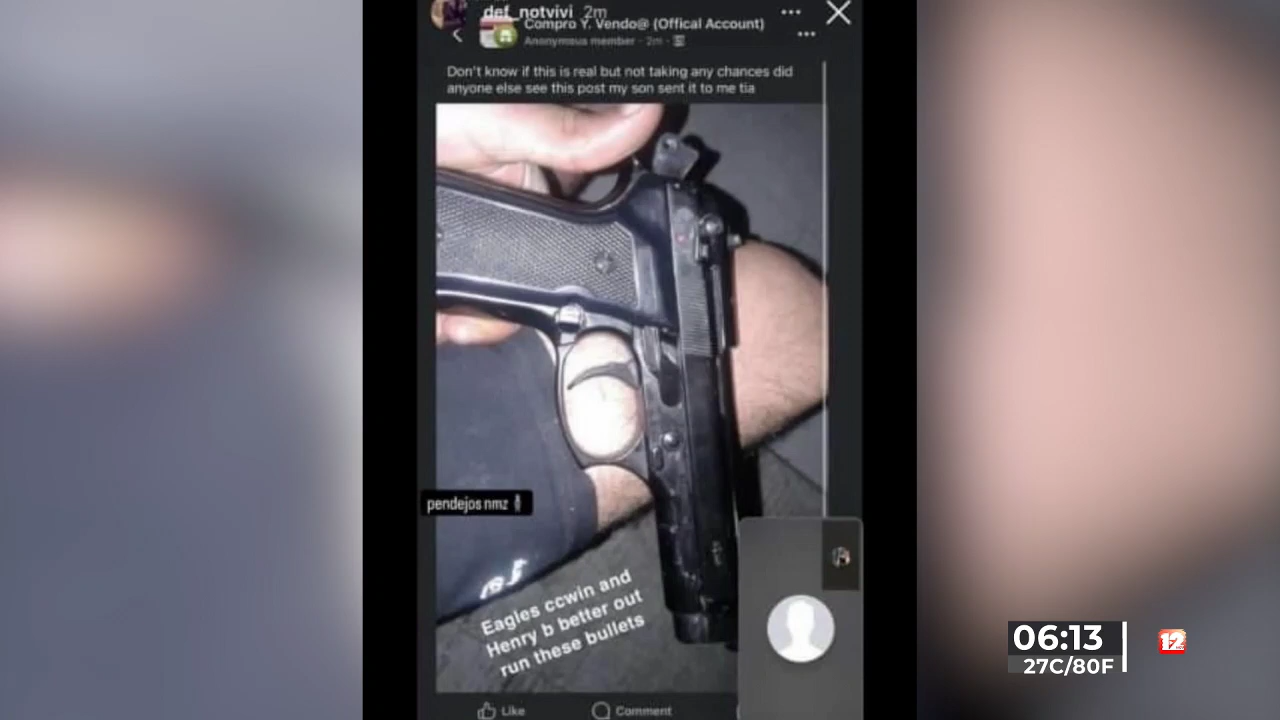 def_notvivi 2m
Compro Y. Vendo@ (Offical Account)
Anonymous member · 2m ·
Don't know if this is real but not taking any chances did
anyone else see this post my son sent it to me tia
pendejos nmz
Eagles ccwin and
Henry b better out
run these bullets
Like
Comment
06:13
27C/80F
12